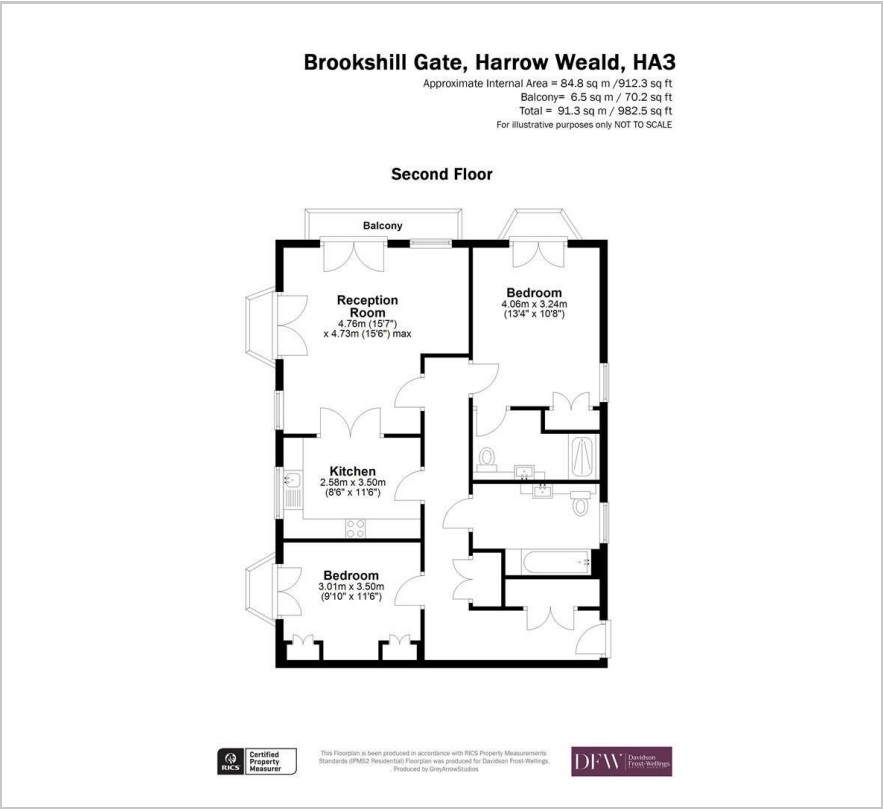 Brookshill Gate, Harrow Weald, HA3
Approximate Internal Area = 84.8 sq m /912.3 sq ft
Balcony= 6.5 sq m / 70.2 sq ft
Total = 91.3 m / 982.5 sq ft
For illustrative purposes only NOT TO SCALE
Second Floor
Balcony
Reception
Room
4.76m (15'7")
x 4.73m (15'6") max
Bedroom
4.06m x 3.24m
(13'4" x 10'8")
Kitchen
2.58m x 3.50m
(8'6" x 11'6")
Bedroom
3.01m x 3.50m
(9'10" x 11'6")
RICS
Certified
Property
Measurer
This Floorplan is been produced in accordance with RICS Property Measurements.
Standards (IPMS2 Residential) Floorplan was produced for Davidson Frost-Wellings.
. Produced by GreyArrowStudios
DFW
Davidson
Frost-Wellings